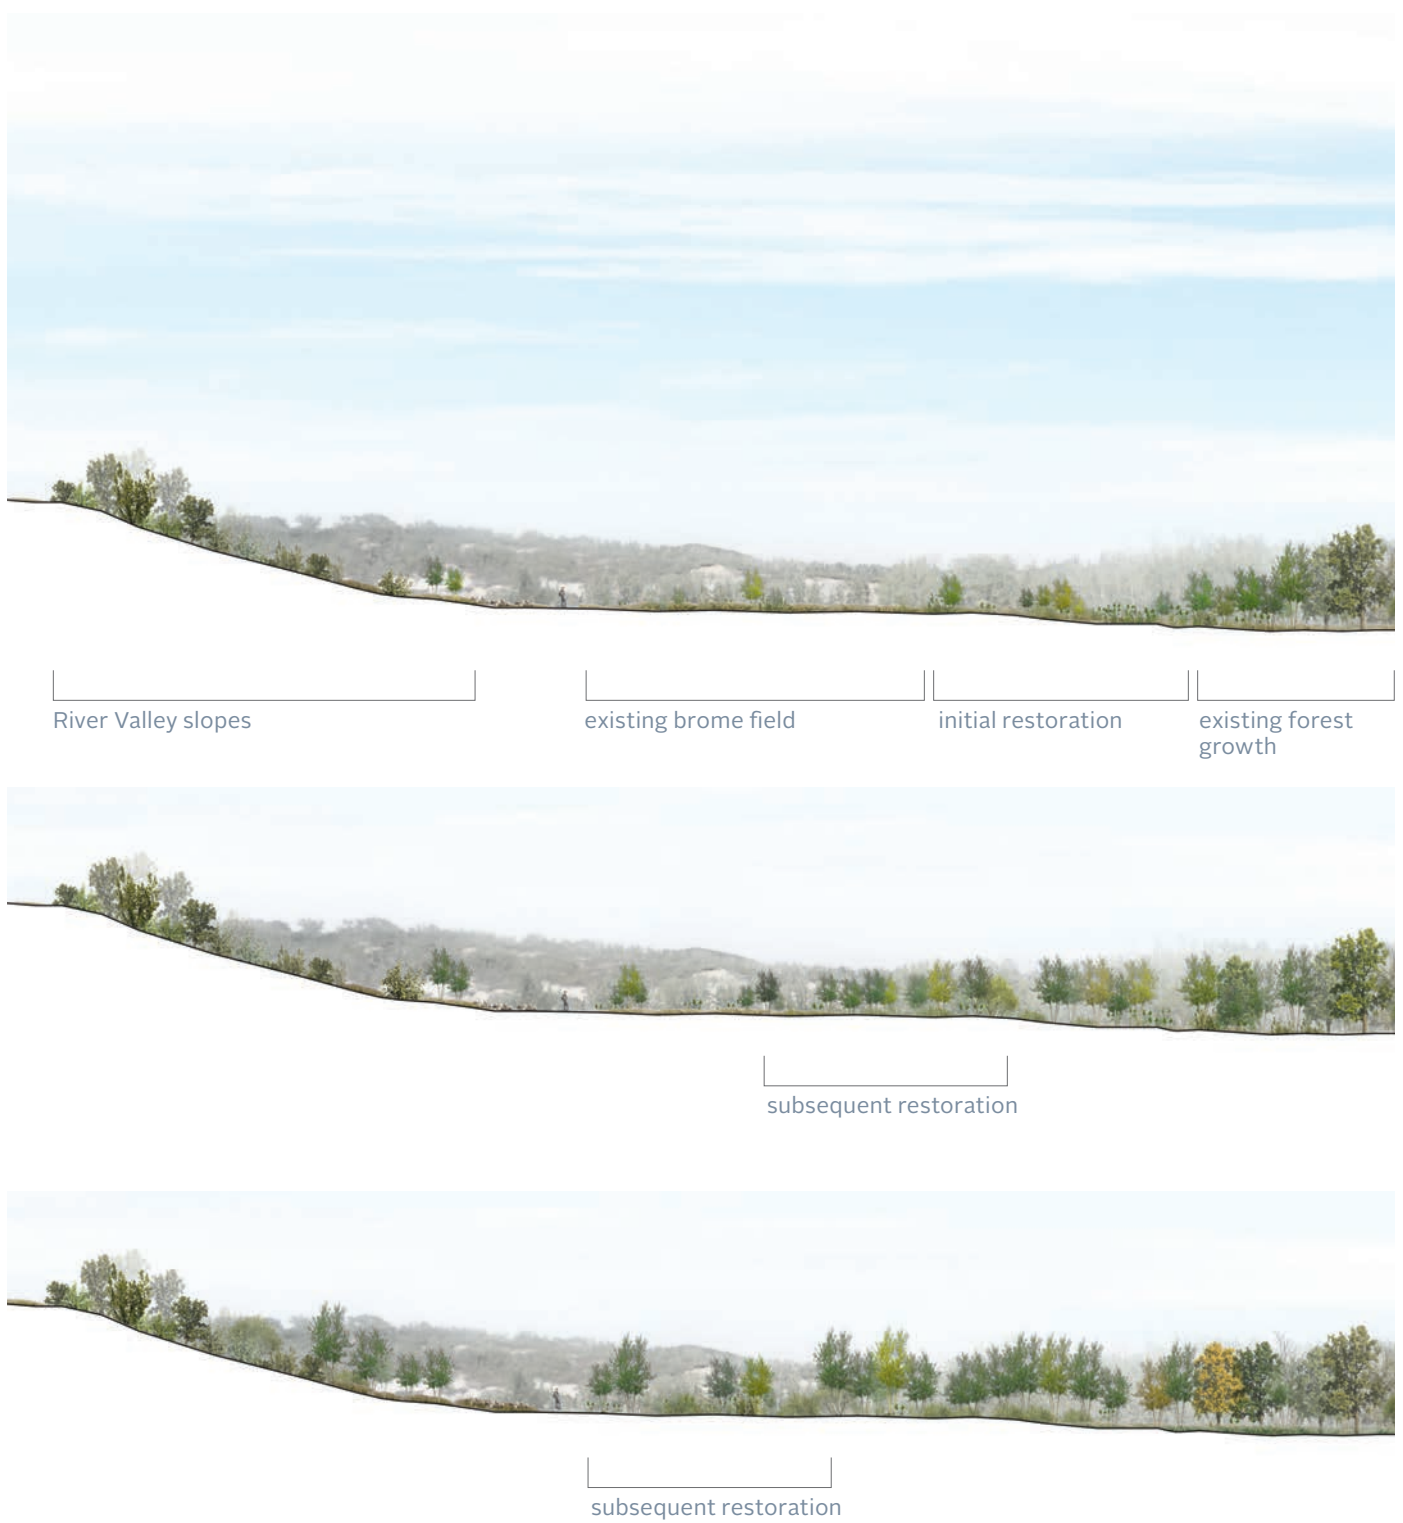 River Valley slopes
existing brome field
initial restoration
existing forest
growth
subsequent restoration
subsequent restoration